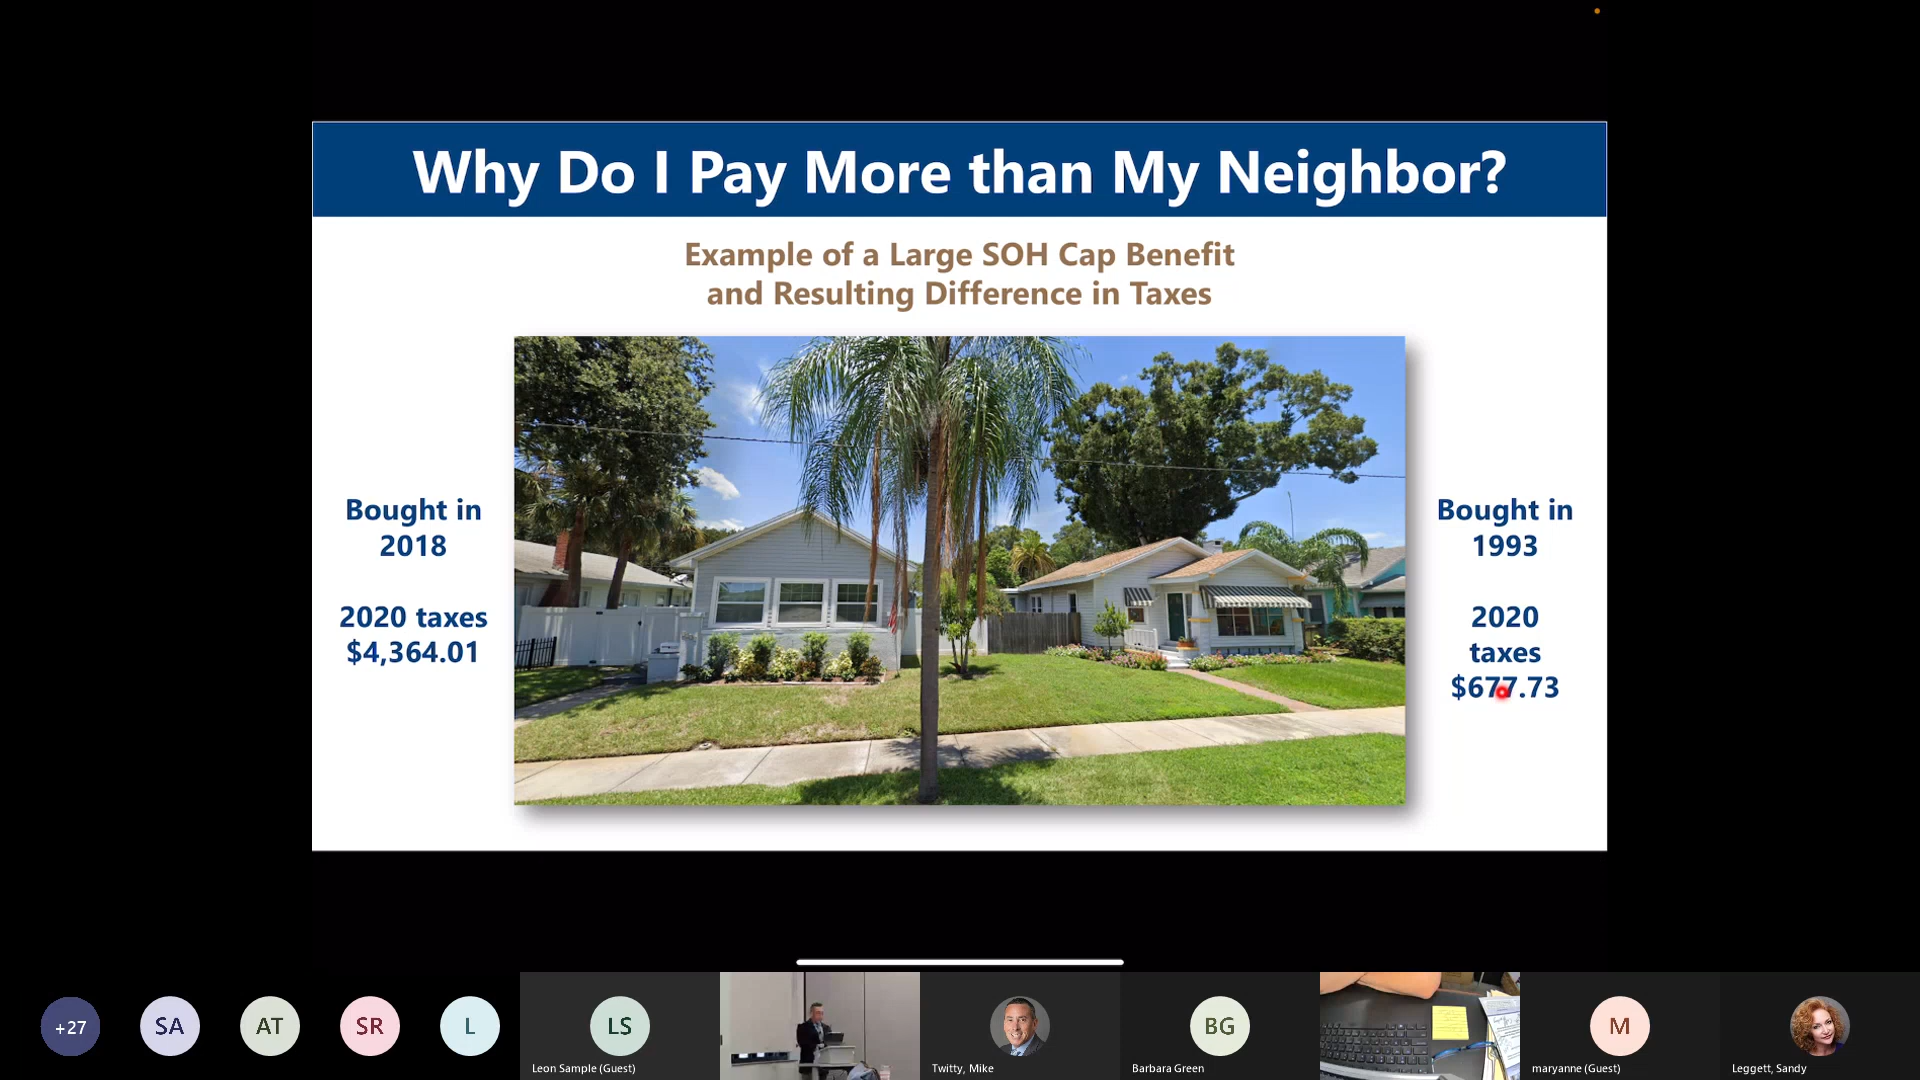 Why Do I Pay More than My Neighbor?
Example of a Large SOH Cap Benefit
and Resulting Difference in Taxes
Bought in
2018
2020 taxes
$4,364.01
Bought in
1993
2020
taxes
$677.73
+27
SA
AT
SR
L
LS
Leon Sample (Guest)
Twitty, Mike
BG
Barbara Green
M
maryanne (Guest)
Leggett, Sandy